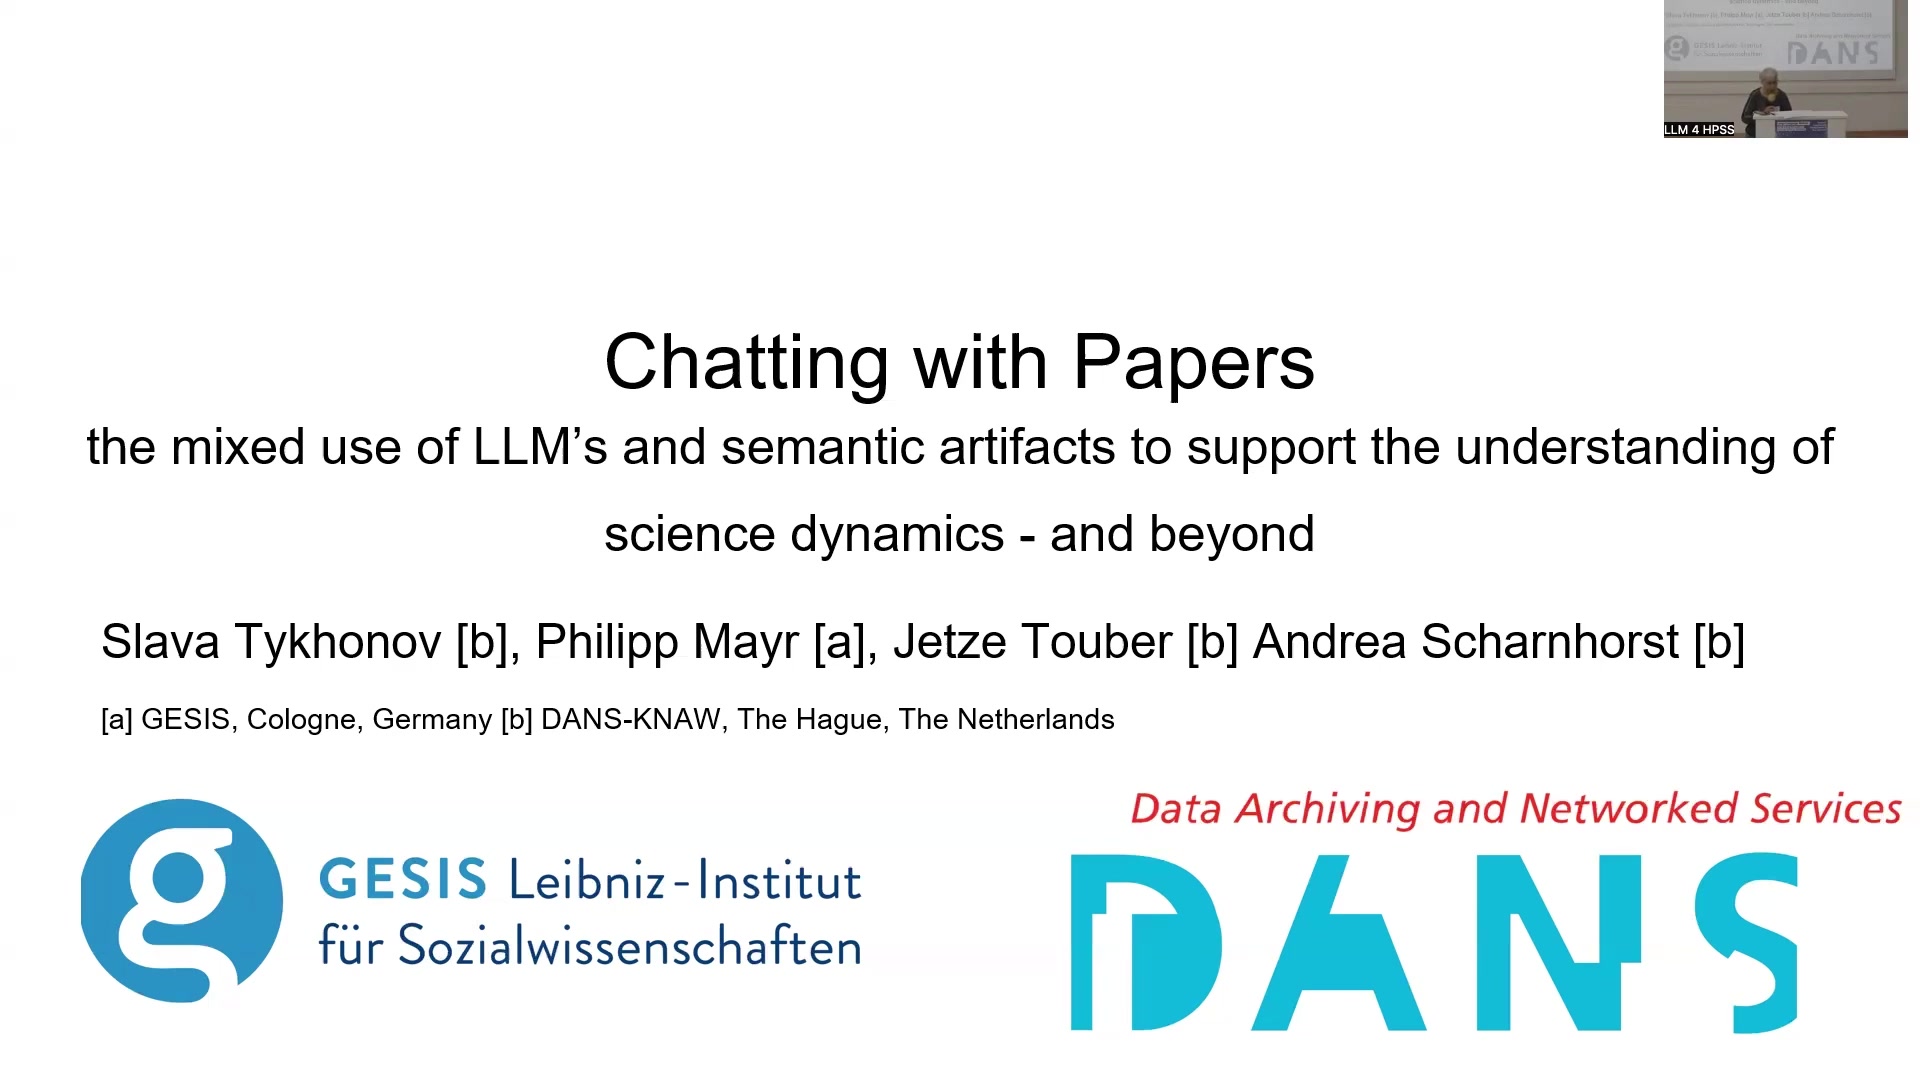 Chatting with Papers
the mixed use of LLM’s and semantic artifacts to support the understanding of
science dynamics - and beyond
Slava Tykhonov [b], Philipp Mayr [a], Jetze Touber [b] Andrea Scharnhorst [b]
[a] GESIS, Cologne, Germany [b] DANS-KNAW, The Hague, The Netherlands
GESIS Leibniz-Institut
für Sozialwissenschaften
Data Archiving and Networked Services
DANS
DANS
LLM 4 HPSS